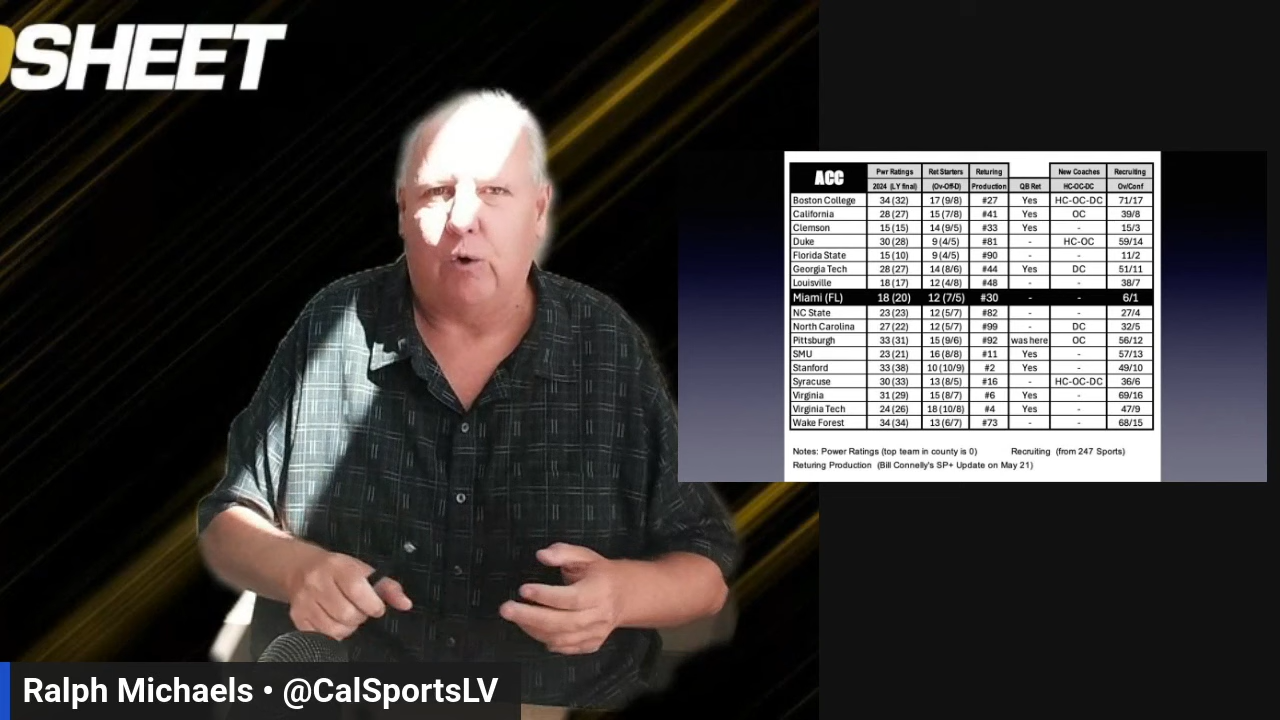 SHEET
ACC Pwr Ratings Ret Starters Returing New Coaches Recruiting
2024 (LY final) (Ov-Off-D) Production QB Ret HC-OC-DC Ov/Conf
Boston College 34 (32) 17 (9/8) #27 Yes HC-OC-DC 71/17
California 28 (27) 15 (7/8) #41 Yes OC 39/8
Clemson 15 (15) 14 (9/5) #33 Yes - 15/3
Duke 30 (28) 9 (4/5) #81 - HC-OC 59/14
Florida State 15 (10) 9 (4/5) #90 - - 11/2
Georgia Tech 28 (27) 14 (8/6) #44 Yes DC 51/11
Louisville 18 (17) 12 (4/8) #48 - - 38/7
Miami (FL) 18 (20) 12 (7/5) #30 - - 6/1
NC State 23 (23) 12 (5/7) #82 - - 27/4
North Carolina 27 (22) 12 (5/7) #99 - DC 32/5
Pittsburgh 33 (31) 15 (9/6) #92 was here OC 56/12
SMU 23 (21) 16 (8/8) #11 Yes - 57/13
Stanford 33 (38) 10 (10/9) #2 Yes - 49/10
Syracuse 30 (33) 13 (8/5) #16 - HC-OC-DC 36/6
Virginia 31 (29) 15 (8/7) #6 Yes - 69/16
Virginia Tech 24 (26) 18 (10/8) #4 Yes - 47/9
Wake Forest 34 (34) 13 (6/7) #73 - - 68/15
Notes: Power Ratings (top team in county is 0) Recruiting (from 247 Sports)
Returing Production (Bill Connelly's SP+ Update on May 21)
Ralph Michaels • @CalSportsLV